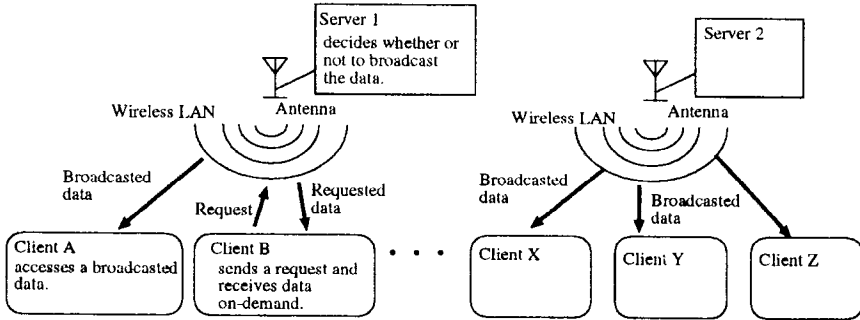 Server 1
decides whether or
not to broadcast
the data.
Server 2
Wireless LAN
Antenna
Wireless LAN
Antenna
Broadcasted
data
Request
Requested
data
Broadcasted
data
Broadcasted
data
Client A
accesses a broadcasted
data.
Client B
sends a request and
receives data
on-demand.
Client X
Client Y
Client Z